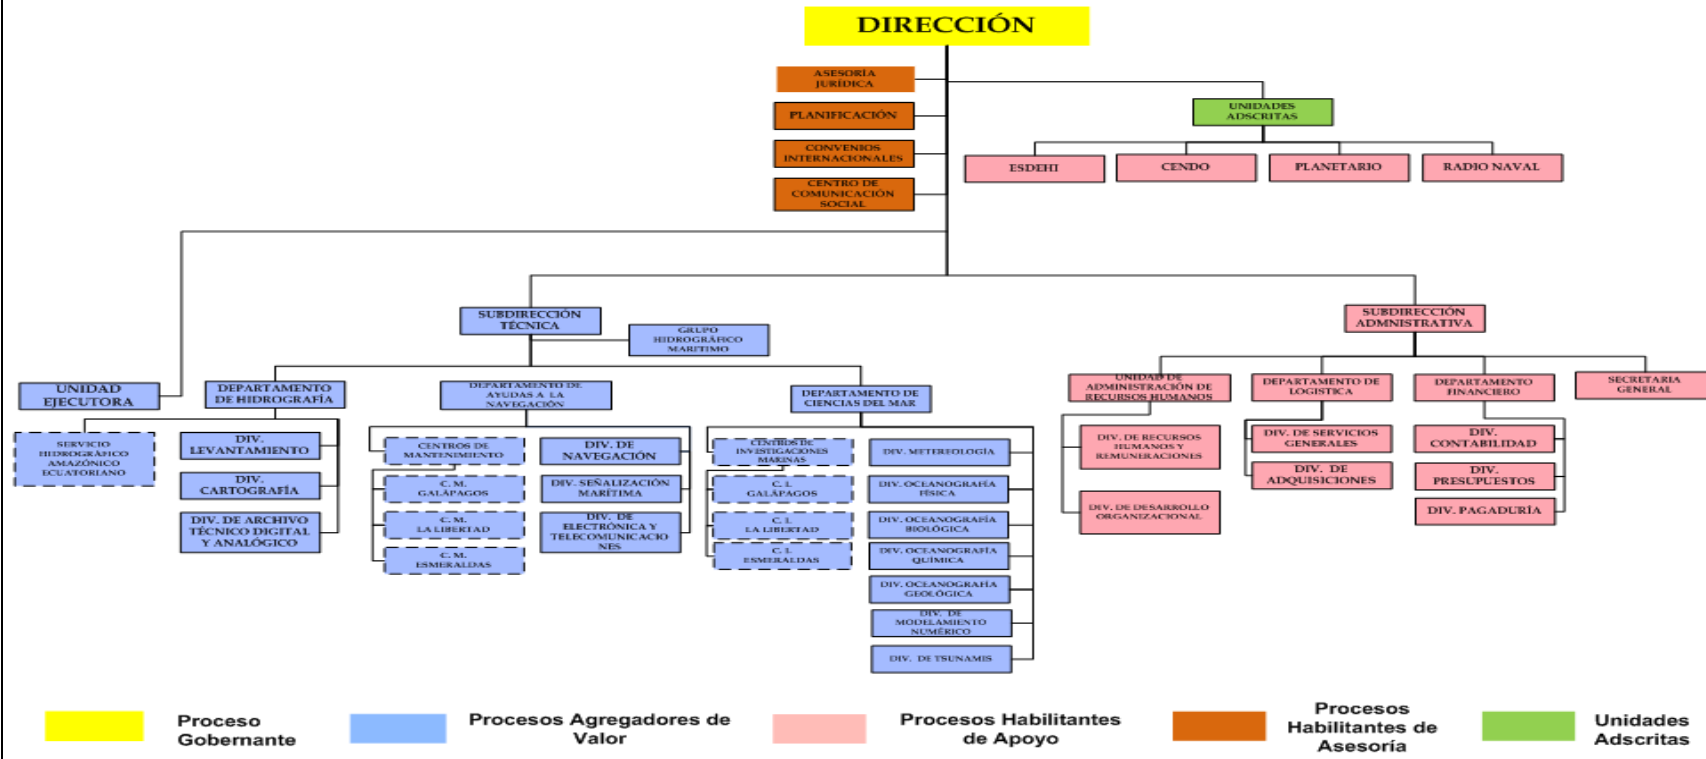 DIRECCIÓN
ASESORÍA
JURÍDICA
PLANIFICACIÓN
CONVENIOS
INTERNACIONALES
CENTRO DE
COMUNICACIÓN
SOCIAL
UNIDADES
ADSCRITAS
ESDEHI
CENDO
PLANETARIO
RADIO NAVAL
SUBDIRECCIÓN
TÉCNICA
GRUPO
HIDROGRÁFICO
MARITIMO
SUBDIRECCIÓN
ADMNISTRATIVA
UNIDAD
EJECUTORA
DEPARTAMENTO
DE HIDROGRAFÍA
DEPARTAMENTO DE
AYUDAS A LA
NAVEGACIÓN
DEPARTAMENTO DE
CIENCIAS DEL MAR
UNIDAD DE
ADMINISTRACIÓN DE
RECURSOS HUMANOS
DEPARTAMENTO DE
LOGISTICA
DEPARTAMENTO
FINANCIERO
SECRETARIA
GENERAL
SERVICIO
HIDROGRÁFICO
AMAZÓNICO
ECUATORIANO
DIV.
LEVANTAMIENTO
DIV.
CARTOGRAFÍA
DIV. DE ARCHIVO
TÉCNICO DIGITAL
Y ANALÓGICO
CENTROS DE
MANTENIMIENTO
C. M.
GALÁPAGOS
C. M.
LA LIBERTAD
C. M.
ESMERALDAS
DIV. DE
NAVEGACIÓN
DIV. SEÑALIZACIÓN
MARÍTIMA
DIV. DE
ELECTRÓNICA Y
TELECOMUNICACIO
NES
CENTROS DE
INVESTIGACIONES
MARINAS
C. I.
GALÁPAGOS
C. I.
LA LIBERTAD
C. I.
ESMERALDAS
DIV. METEREOLOGÍA
DIV. OCEANOGRAFÍA
FÍSICA
DIV. OCEANOGRAFÍA
BIOLÓGICA
DIV. OCEANOGRAFÍA
QUÍMICA
DIV. OCEANOGRAFÍA
GEOLÓGICA
DIV. DE
MODELAMIENTO
NUMÉRICO
DIV. DE TSUNAMIS
DIV. DE RECURSOS
HUMANOS Y
REMUNERACIONES
DIV. DE DESARROLLO
ORGANIZACIONAL
DIV. DE SERVICIOS
GENERALES
DIV. DE
ADQUISICIONES
DIV.
CONTABILIDAD
DIV.
PRESUPUESTOS
DIV. PAGADURÍA
Proceso
Gobernante
Procesos Agregadores de
Valor
Procesos Habilitantes
de Apoyo
Procesos
Habilitantes de
Asesoría
Unidades
Adscritas